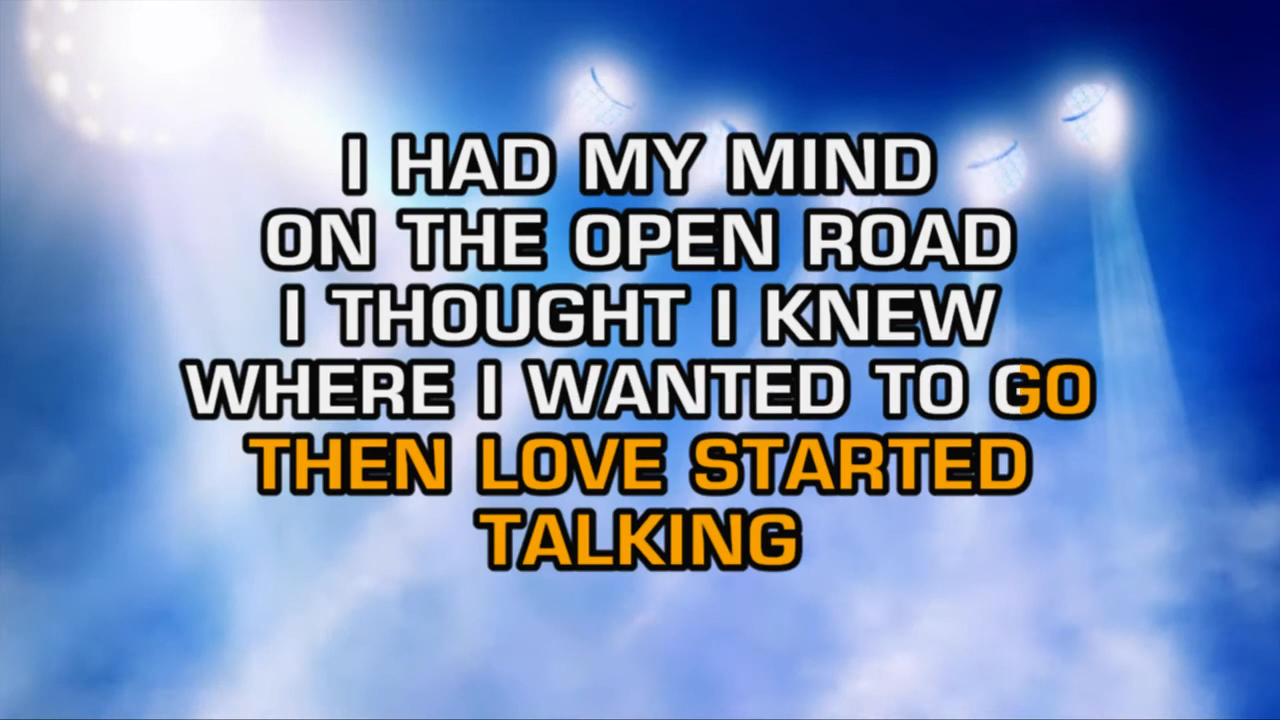 I HAD MY MIND
ON THE OPEN ROAD
I THOUGHT I KNEW
WHERE I WANTED TO GO
THEN LOVE STARTED
TALKING